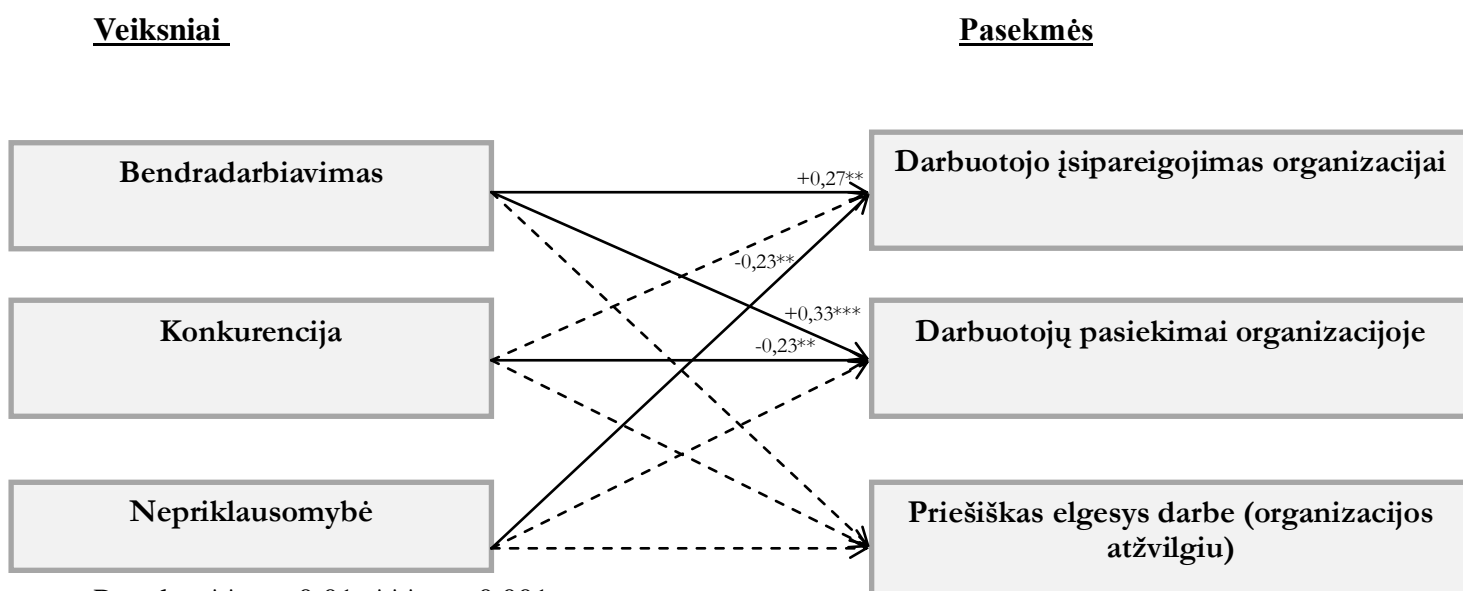 Veiksniai
Pasekmės
Bendradarbiavimas
Darbuotojo įsipareigojimas organizacijai
+0,27**
-0,23**
Konkurencija
Darbuotojų pasiekimai organizacijoje
+0,33***
-0,23**
Nepriklausomybė
Priešiškas elgesys darbe (organizacijos
atžvilgiu)